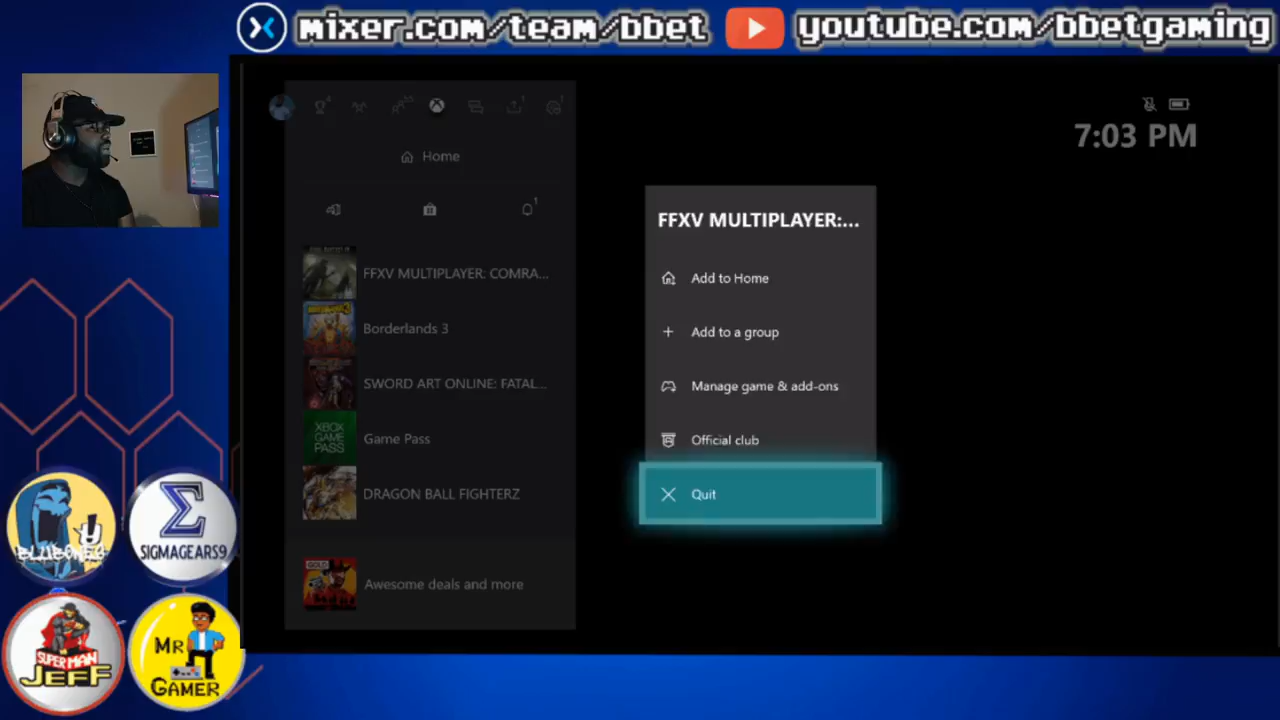 mixer.com/team/bbet
youtube.com/bbetgaming
7:03 PM
Home
FFXV MULTIPLAYER: COMRA...
Borderlands 3
SWORD ART ONLINE: FATAL...
XBOX
GAME
PASS
Game Pass
DRAGON BALL FIGHTERZ
GOLD
Awesome deals and more
FFXV MULTIPLAYER:...
Add to Home
Add to a group
Manage game & add-ons
Official club
Quit
SIGMAGEARS9
SUPERMAN
JEFF
MR
GAMER